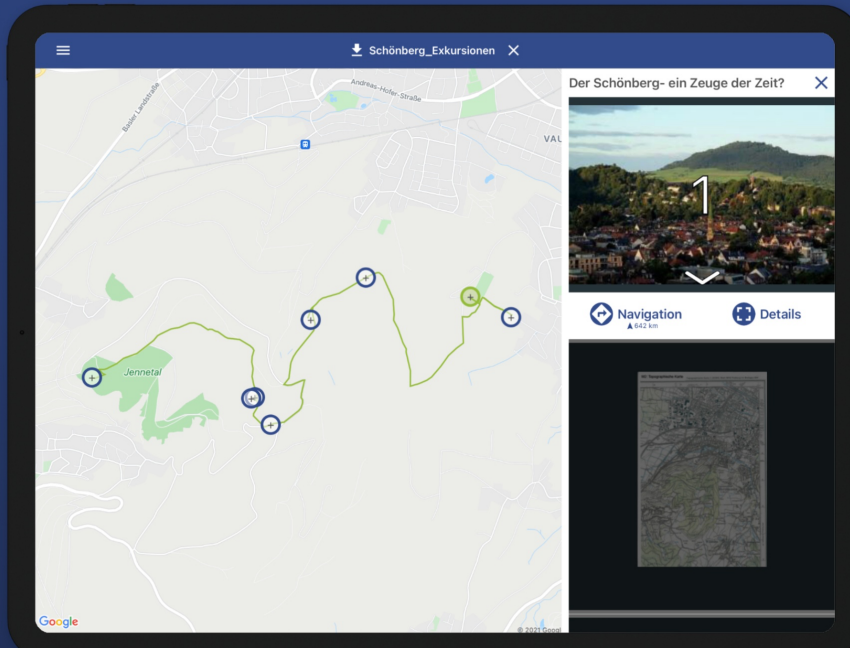 Schönberg_Exkursionen
Basler Landstraße
Andreas-Hofer-Straße
VAU
Jennetal
Google
© 2021 Googl
Der Schönberg- ein Zeuge der Zeit?
1
Navigation
642 km
Details